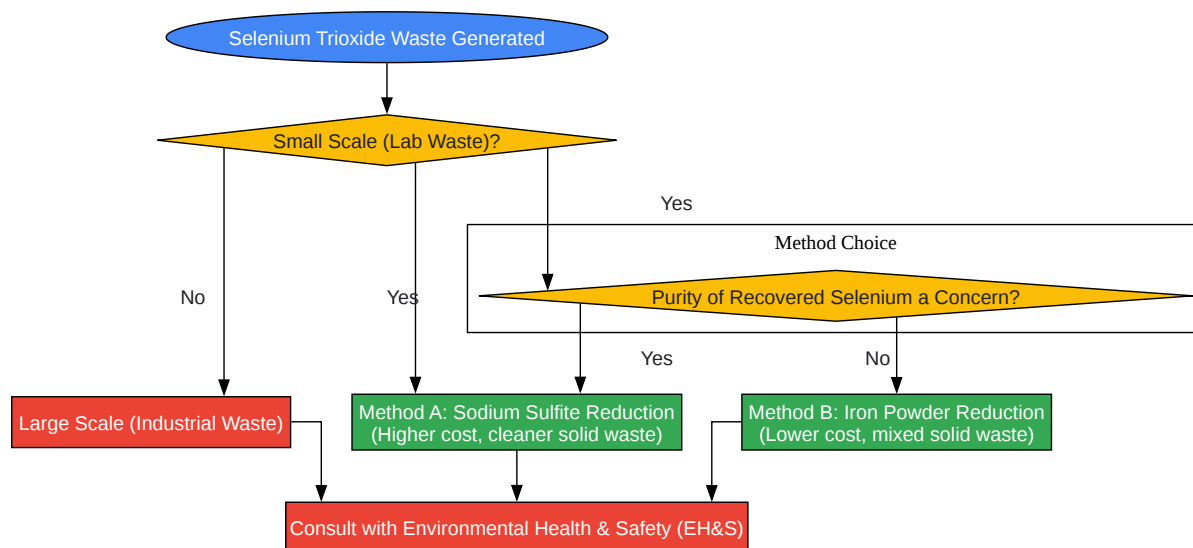 Selenium Trioxide Waste Generated
Small Scale (Lab Waste)?
Yes
Method Choice
No
Yes
Purity of Recovered Selenium a Concern?
Yes
No
Large Scale (Industrial Waste)
Method A: Sodium Sulfite Reduction
(Higher cost, cleaner solid waste)
Method B: Iron Powder Reduction
(Lower cost, mixed solid waste)
Consult with Environmental Health & Safety (EH&S)